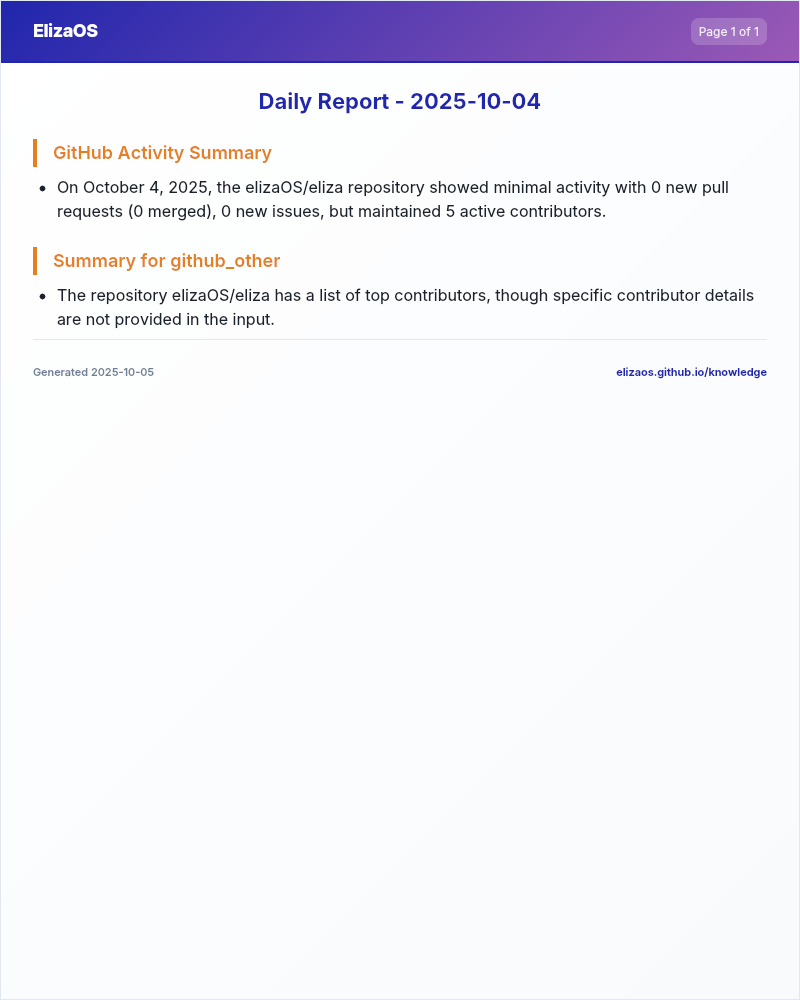 ElizaOS
Page 1 of 1
Daily Report - 2025-10-04
GitHub Activity Summary
• On October 4, 2025, the elizaOS/eliza repository showed minimal activity with 0 new pull
requests (0 merged), 0 new issues, but maintained 5 active contributors.
Summary for github_other
• The repository elizaOS/eliza has a list of top contributors, though specific contributor details
are not provided in the input.
Generated 2025-10-05
elizaos.github.io/knowledge